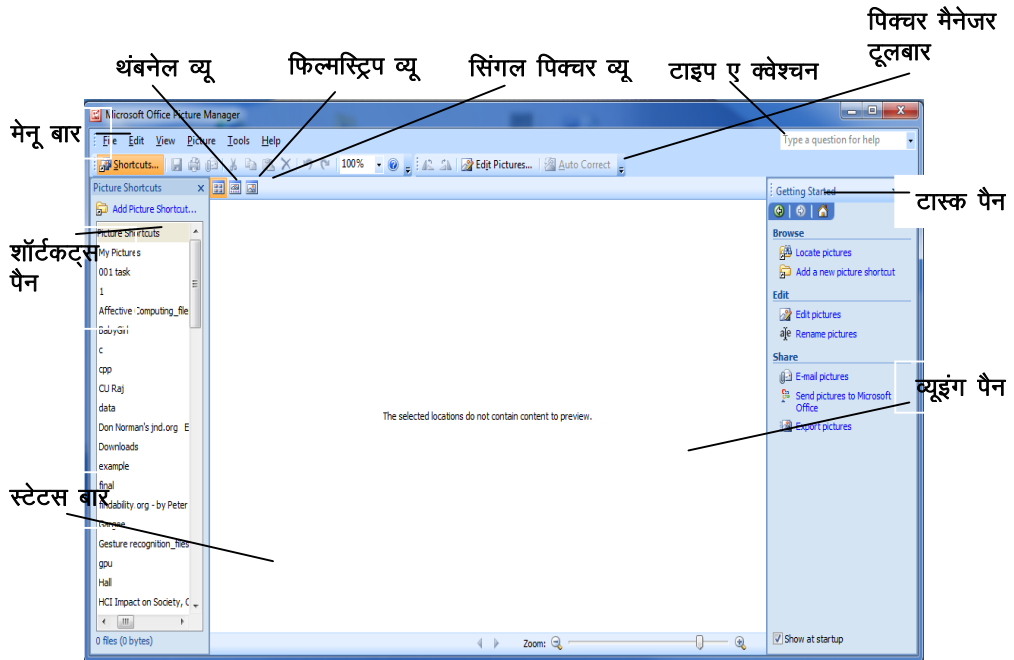 पिक्चर मैनेजर
टूलबार
थंबनेल व्यू
फिल्मस्ट्रिप व्यू
सिंगल पिक्चर व्यू
टाइप ए क्वेश्चन
Microsoft Office Picture Manager
मेनू बार
File Edit View Picture Tools Help
Type a question for help
Shortcuts...
100%
Edit Pictures...
Auto Correct
Picture Shortcuts
Add Picture Shortcut...
Picture Shortcuts
My Pictures
001 task
1
Affective Computing_file
BabyGirl
c
cpp
CU Raj
data
Don Norman's jnd.org E
Downloads
example
final
findability.org - by Peter
Gesture recognition_files
gpu
Hall
HCI Impact on Society, C
0 files (0 bytes)
शॉर्टकट्स
पैन
स्टेटस बार
The selected locations do not contain content to preview.
Zoom:
Getting Started
टास्क पैन
Browse
Locate pictures
Add a new picture shortcut
Edit
Edit pictures
Rename pictures
Share
E-mail pictures
Send pictures to Microsoft
Office
Export pictures
व्यूइंग पैन
Show at startup